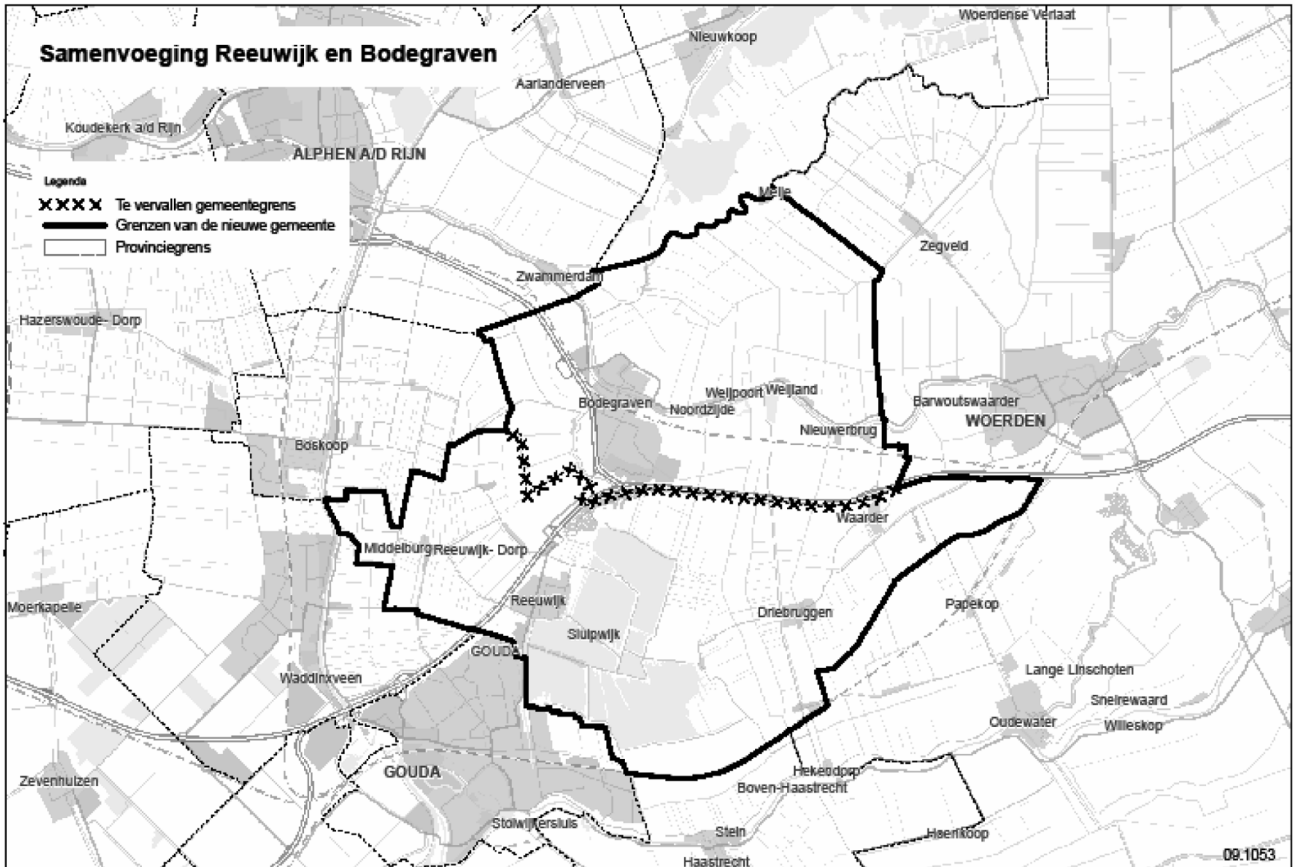 Samenvoeging Reeuwijk en Bodegraven
Woerdense Verlaat
Nieuwkoop
Aarlanderveen
Koudekerk a/d Rijn
ALPHEN A/D RIJN
Legenda
Te vervallen gemeentegrens
Grenzen van de nieuwe gemeente
Provinciegrens
Meije
Zegveld
Zwammerdam
Hazerswoude- Dorp
Bodegraven
Weijpoort
Weijland
Noordzijde
Barwoutswaarder
WOERDEN
Nieuwerbrug
Boskoop
Waarder
Middelburg
Reeuwijk- Dorp
Moerkapelle
Reeuwijk
Driebruggen
Papekop
Sluipwijk
GOUDA
Waddinxveen
Lange Linschoten
Snelrewaard
Willeskop
Oudewater
Zevenhuizen
GOUDA
Hekendorp
Boven-Haastrecht
Stolwijkersluis
Stein
Hoenkoop
Haastrecht
09.1053